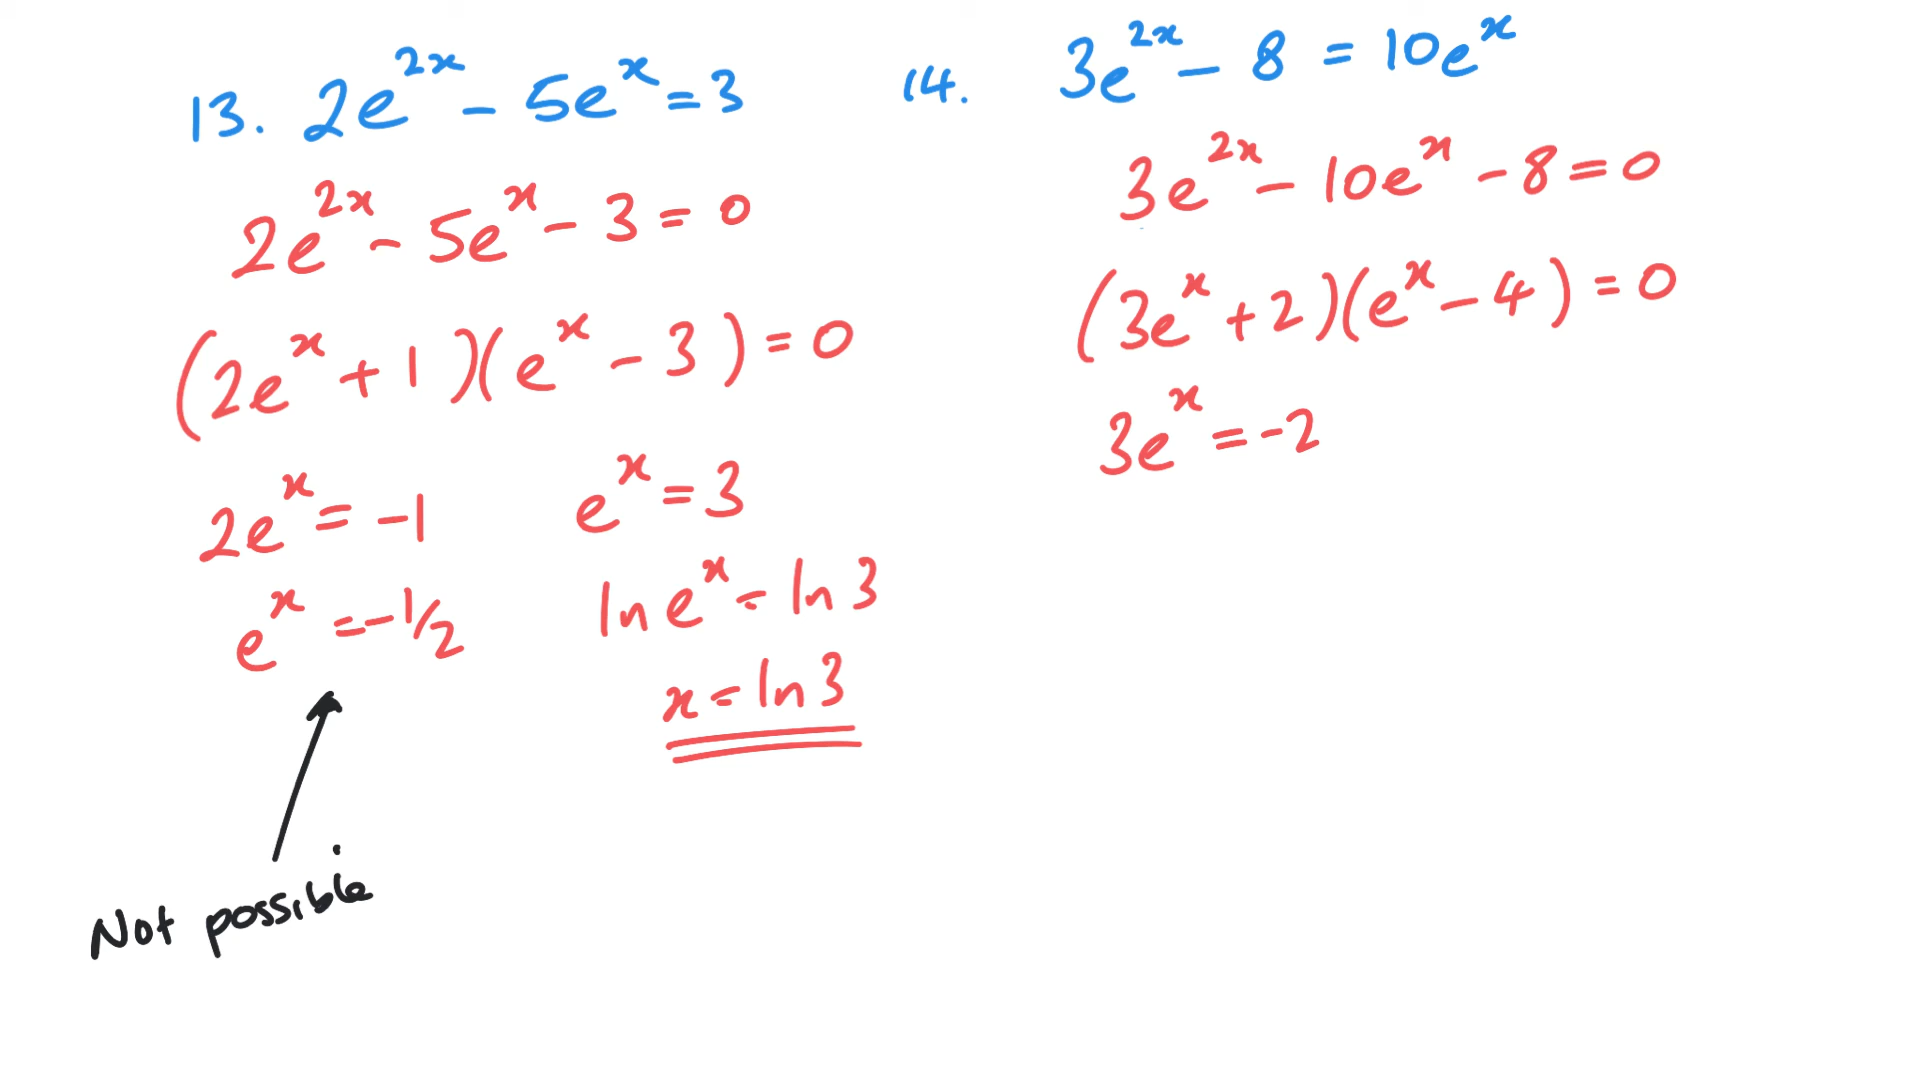 13. 2e^{2x} - 5e^x = 3
2e^{2x} - 5e^x - 3 = 0
(2e^x + 1)(e^x - 3) = 0
2e^x = -1
e^x = -1/2
Not possible
e^x = 3
ln e^x = ln 3
x = ln 3
14. 3e^{2x} - 8 = 10e^x
3e^{2x} - 10e^x - 8 = 0
(3e^x + 2)(e^x - 4) = 0
3e^x = -2